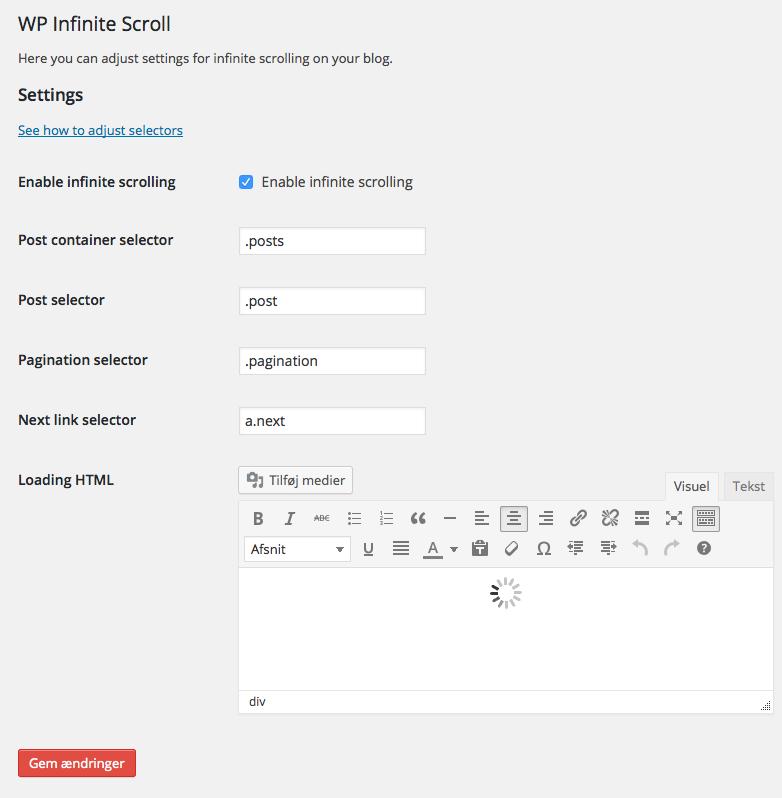 WP Infinite Scroll
Here you can adjust settings for infinite scrolling on your blog.
Settings
See how to adjust selectors
Enable infinite scrolling
Enable infinite scrolling
Post container selector
.posts
Post selector
.post
Pagination selector
.pagination
Next link selector
a.next
Loading HTML
Tilføj medier
Visuel
Tekst
B
I
ABC
Afsnit
U
A
T
Ω
?
div
Gem ændringer